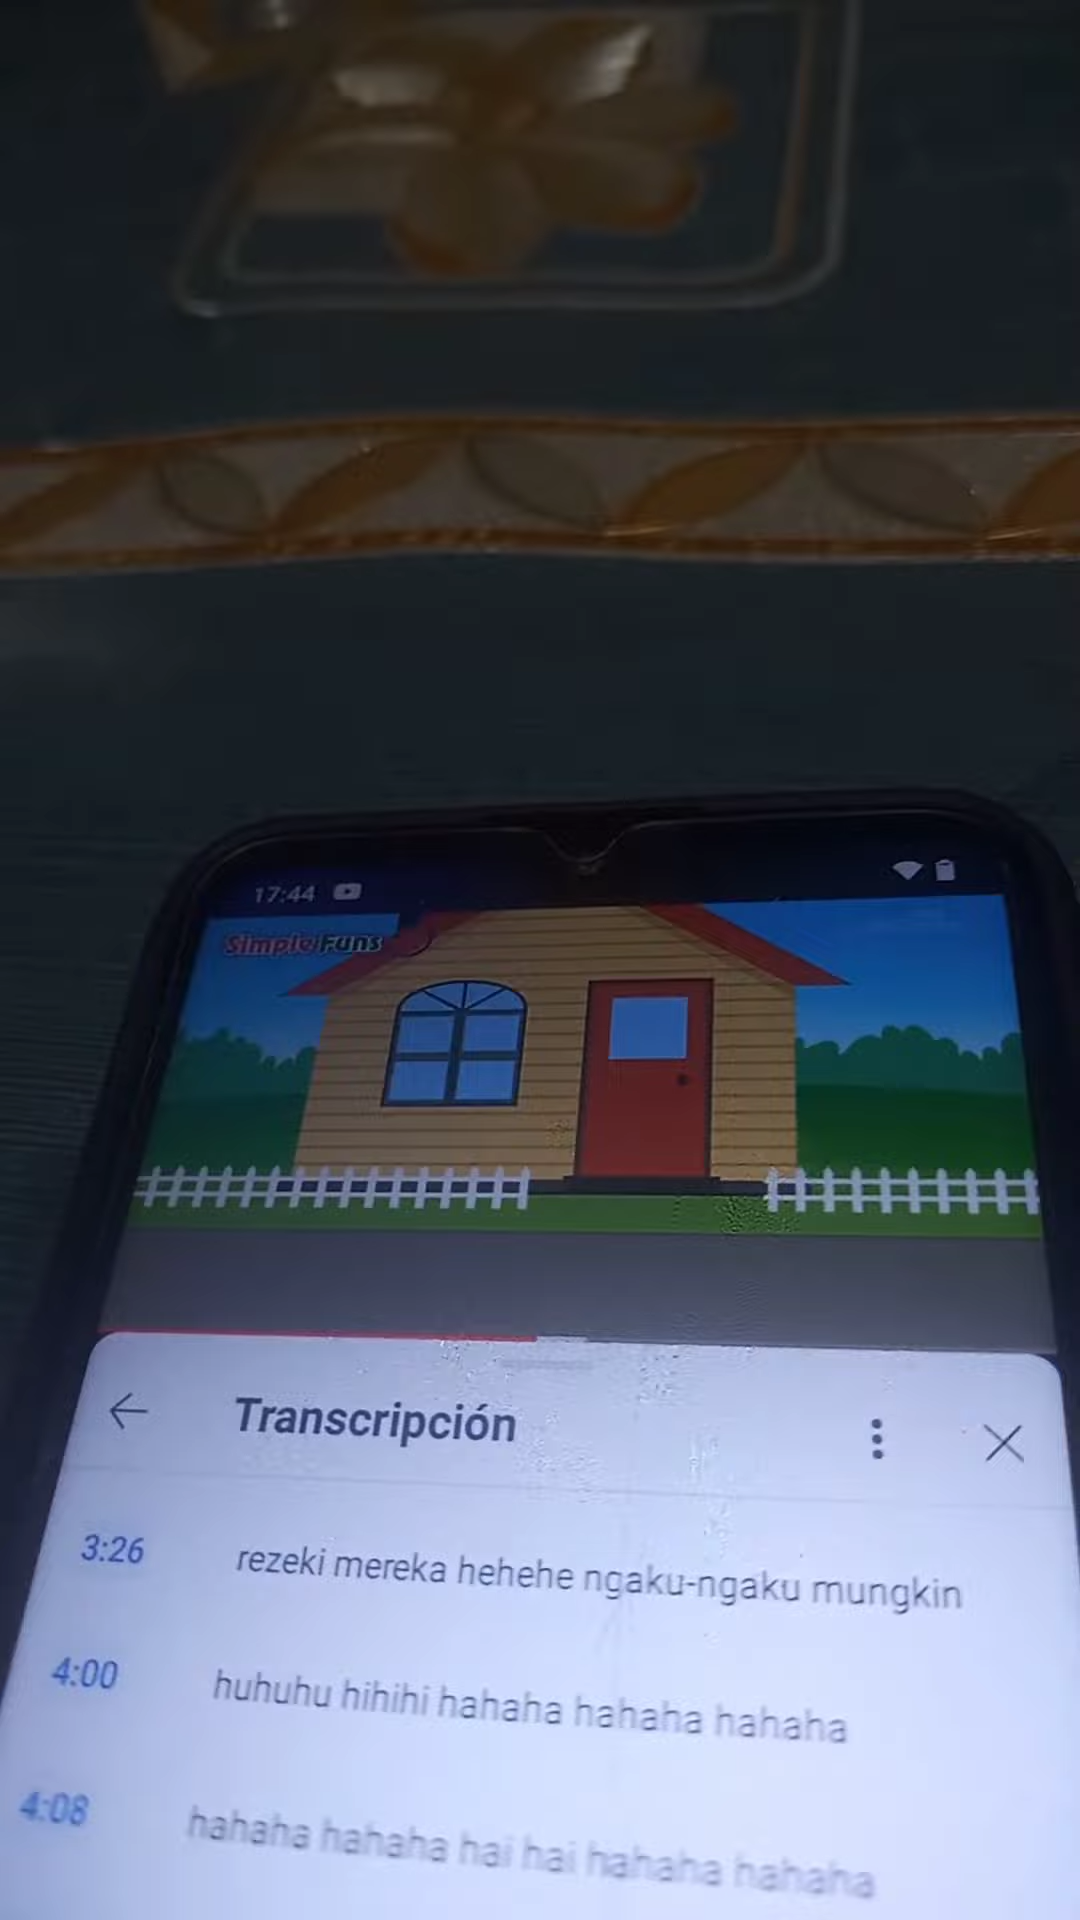 17:44
Simple Funs
Transcripción
3:26 rezeki mereka hehehe ngaku-ngaku mungkin
4:00 huhuhu hihihi hahaha hahaha hahaha
4:08 hahaha hahaha hai hai hahaha hahaha